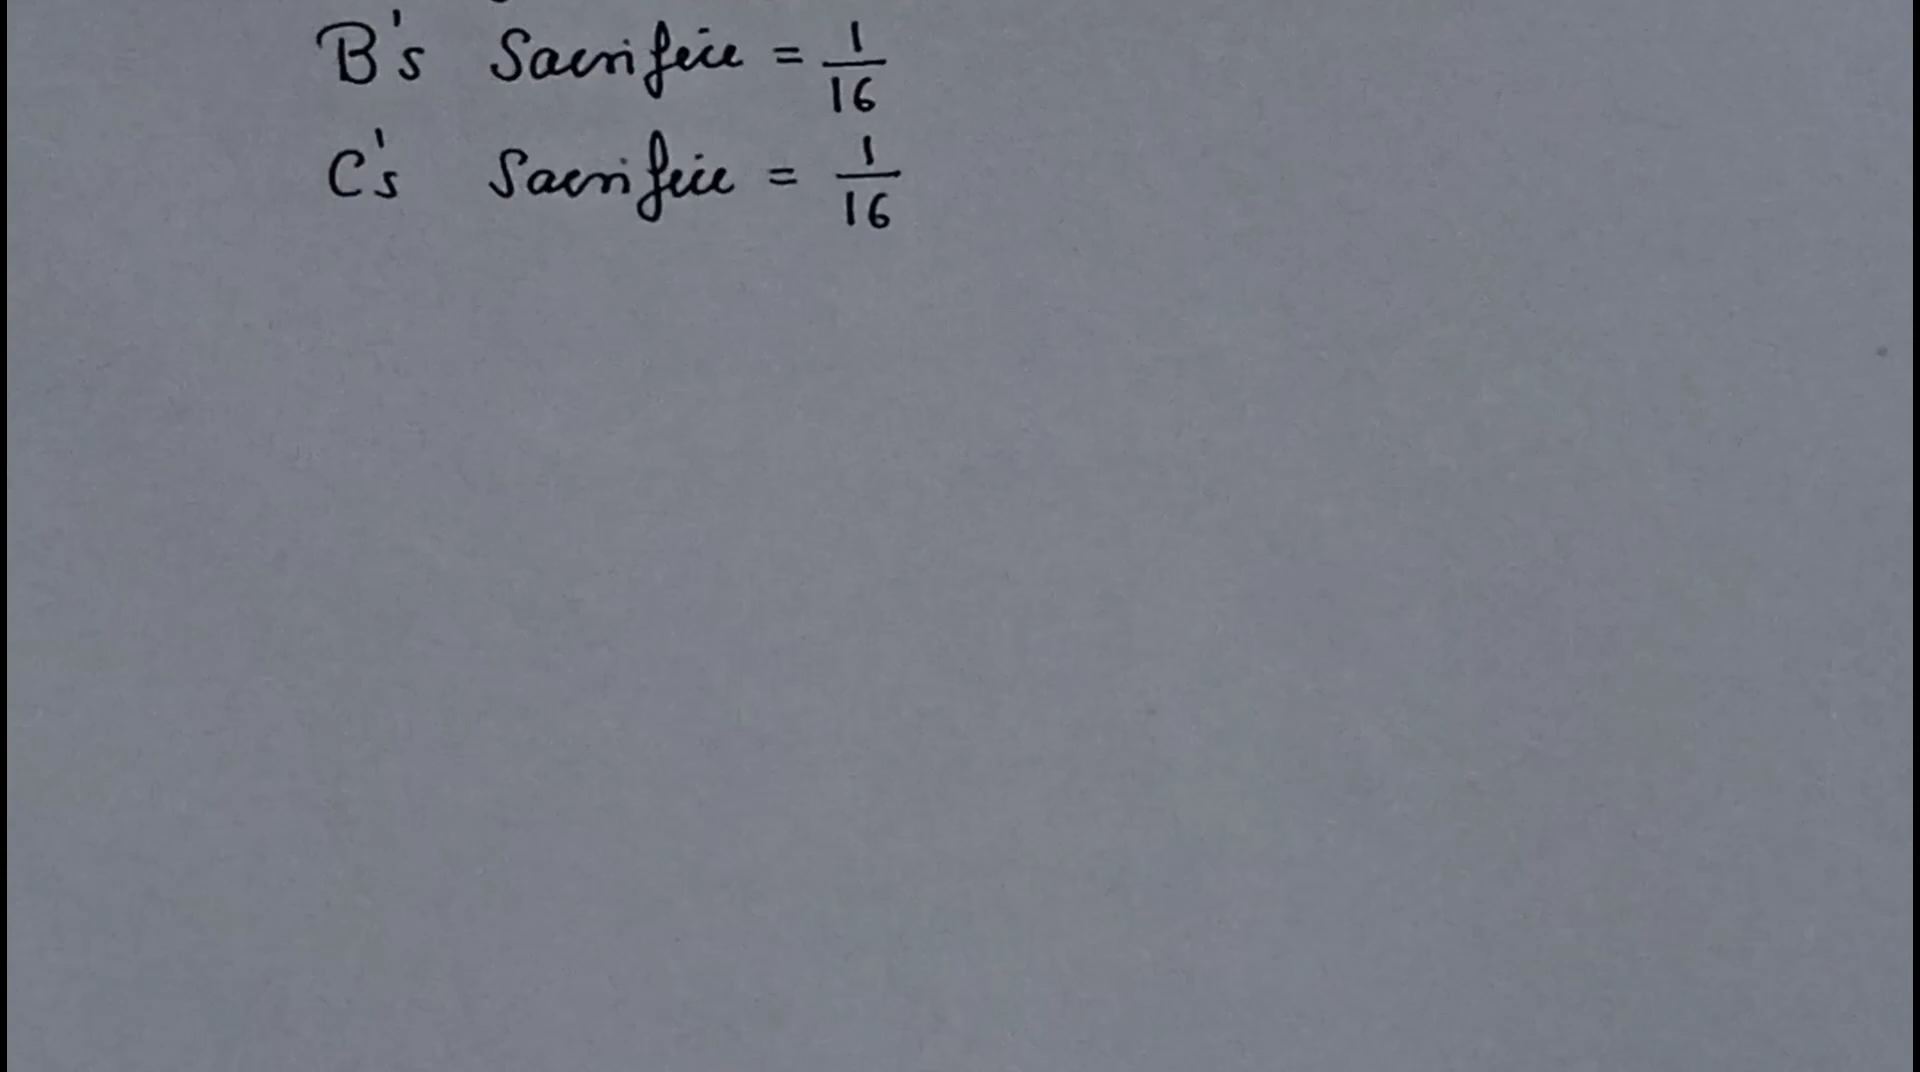 B's Sacrifice = 1/16
C's Sacrifice = 1/16